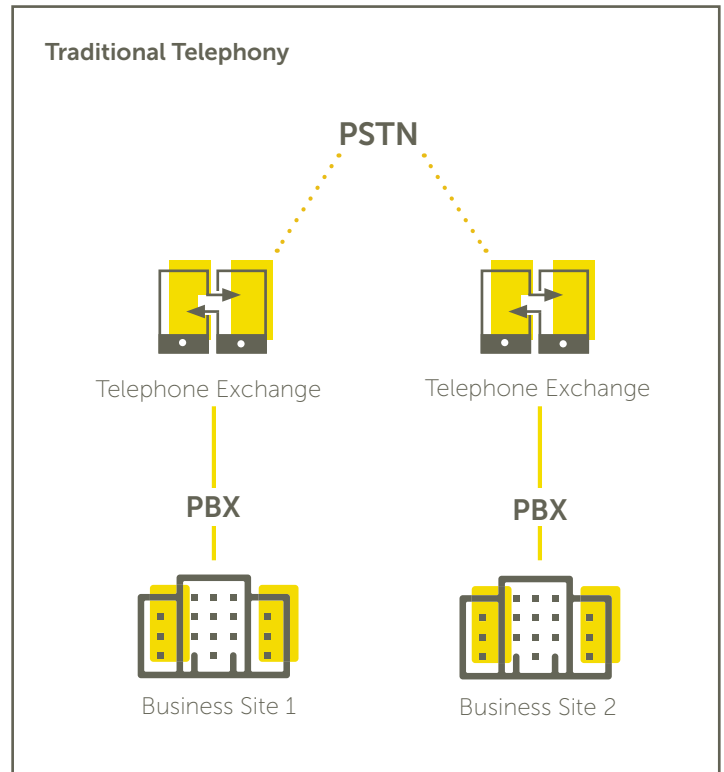 Traditional Telephony
PSTN
Telephone Exchange
Telephone Exchange
PBX
PBX
Business Site 1
Business Site 2